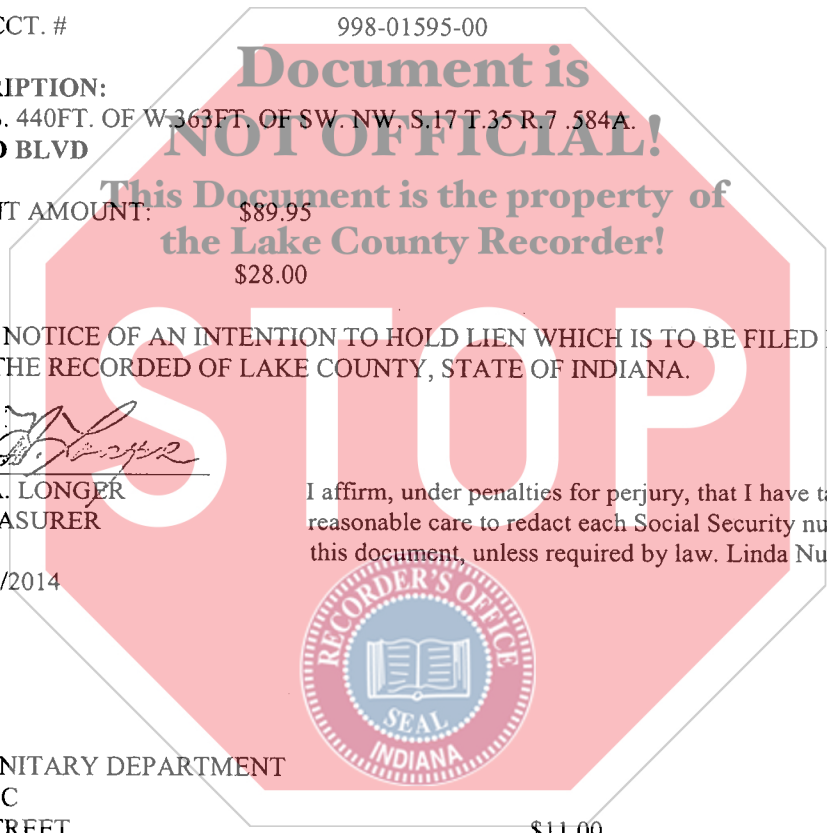 CCT. # 998-01595-00
Document is
RIPTION:
. 440FT. OF W.363FT. OF SW. NW. S.17 T.35 R.7 .584A.
NOT OFFICIAL!
BLVD
This Document is the property of
T AMOUNT: $89.95
the Lake County Recorder!
$28.00
STOP
NOTICE OF AN INTENTION TO HOLD LIEN WHICH IS TO BE FILED
THE RECORDED OF LAKE COUNTY, STATE OF INDIANA.
. LONGER
ASURER
I affirm, under penalties for perjury, that I have ta
reasonable care to redact each Social Security nu
this document, unless required by law. Linda Nu
/2014
RECORDER'S OFFICE
SEAL
INDIANA
NITARY DEPARTMENT
C
TREET $11.00